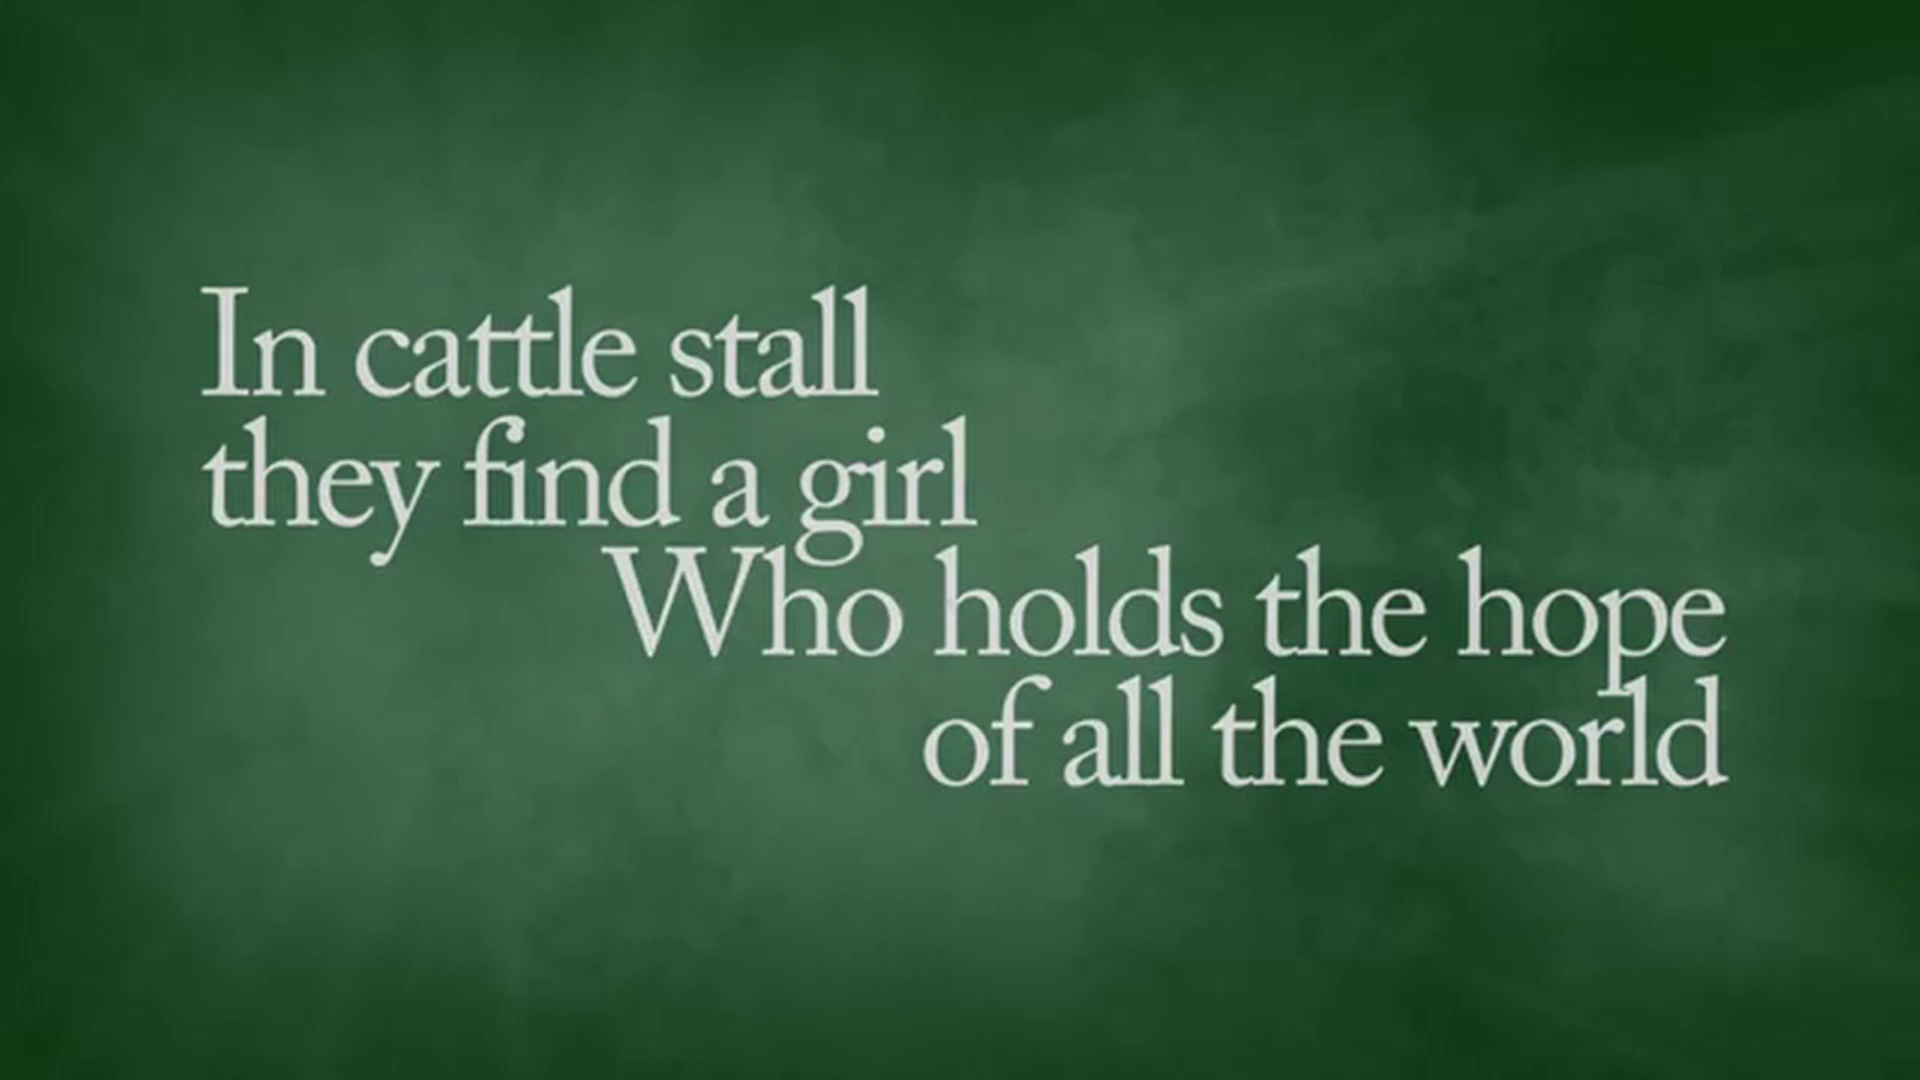 In cattle stall
they find a girl
Who holds the hope
of all the world